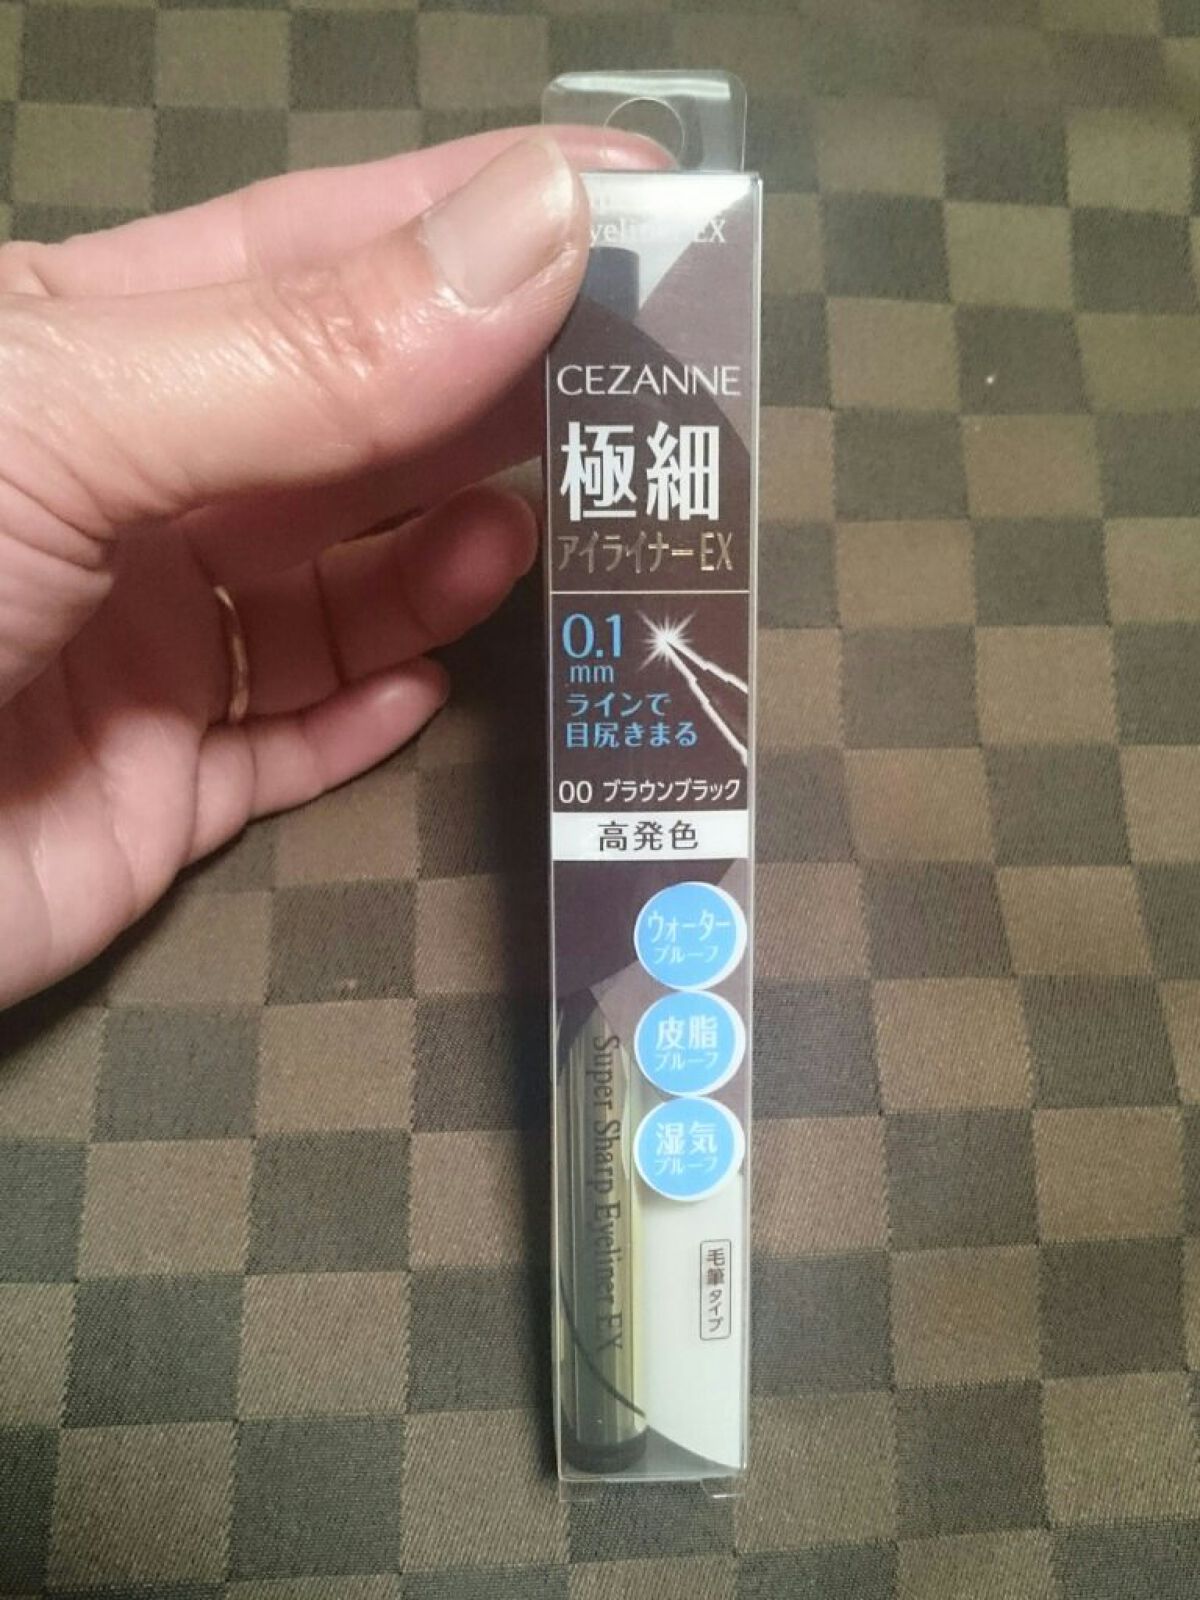 EX
CEZANNE
極細
アイライナーEX
0.1
mm
ラインで
目尻きまる
00 ブラウンブラック
高発色
ウォーター
プルーフ
皮脂
プルーフ
湿気
プルーフ
Super Sharp Eyeliner EX
毛筆タイプ